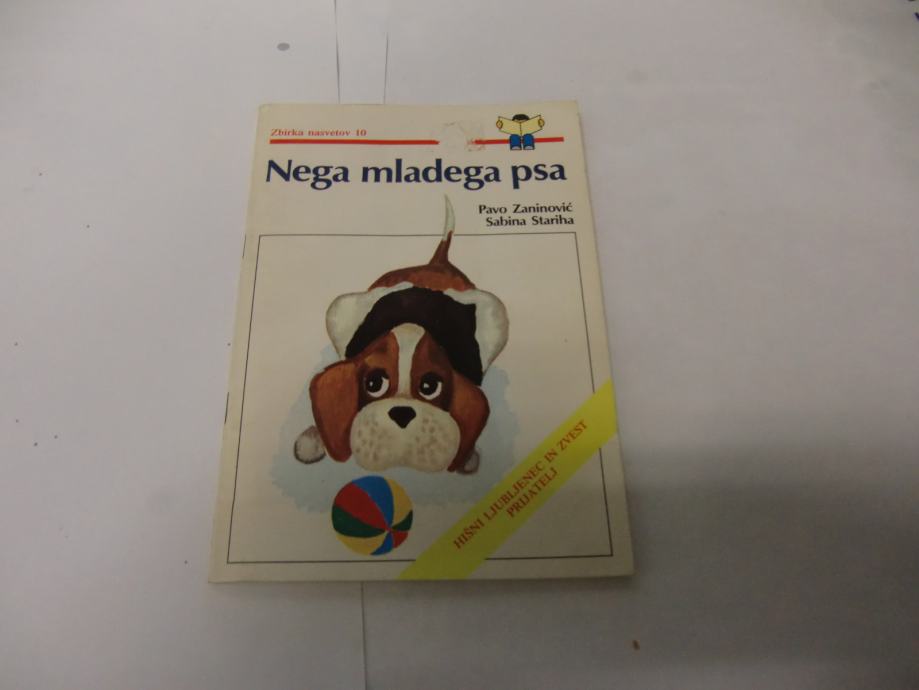 Zbirka nasvetov 10
Nega mladega psa
Pavo Zaninović
Sabina Stariha
HIŠNI LJUBLJENEC IN ZVEST
PRIJATELJ